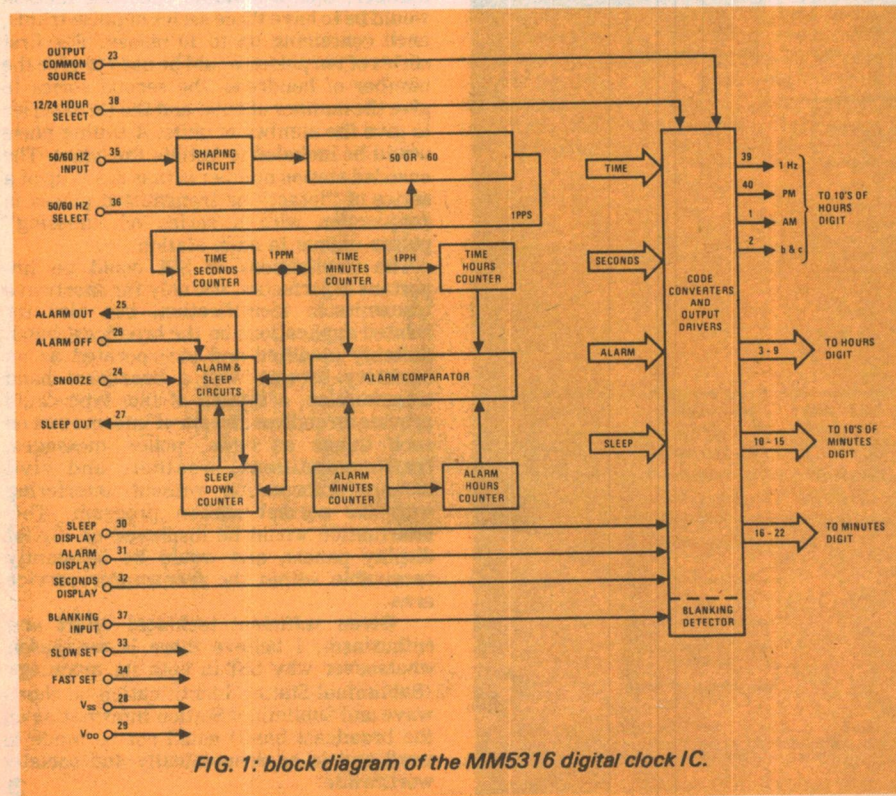 OUTPUT
COMMON
SOURCE
23
12/24 HOUR
SELECT
38
50/60 HZ
INPUT
35
SHAPING
CIRCUIT
50 OR ÷ 60
50/60 HZ
SELECT
36
1PPS
TIME
SECONDS
COUNTER
1PPM
TIME
MINUTES
COUNTER
1PPH
TIME
HOURS
COUNTER
ALARM OUT
25
ALARM OFF
26
SNOOZE
24
SLEEP OUT
27
ALARM &
SLEEP
CIRCUITS
ALARM COMPARATOR
SLEEP
DOWN
COUNTER
ALARM
MINUTES
COUNTER
ALARM
HOURS
COUNTER
SLEEP
DISPLAY
30
ALARM
DISPLAY
31
SECONDS
DISPLAY
32
BLANKING
INPUT
37
SLOW SET
33
FAST SET
34
VSS
28
VDD
29
TIME
SECONDS
ALARM
SLEEP
CODE
CONVERTERS
AND
OUTPUT
DRIVERS
BLANKING
DETECTOR
39
1 Hz
40
PM
1
AM
2
b & c
TO 10'S OF
HOURS
DIGIT
3 - 9
TO HOURS
DIGIT
10 - 15
TO 10'S OF
MINUTES
DIGIT
16 - 22
TO MINUTES
DIGIT
FIG. 1: block diagram of the MM5316 digital clock IC.